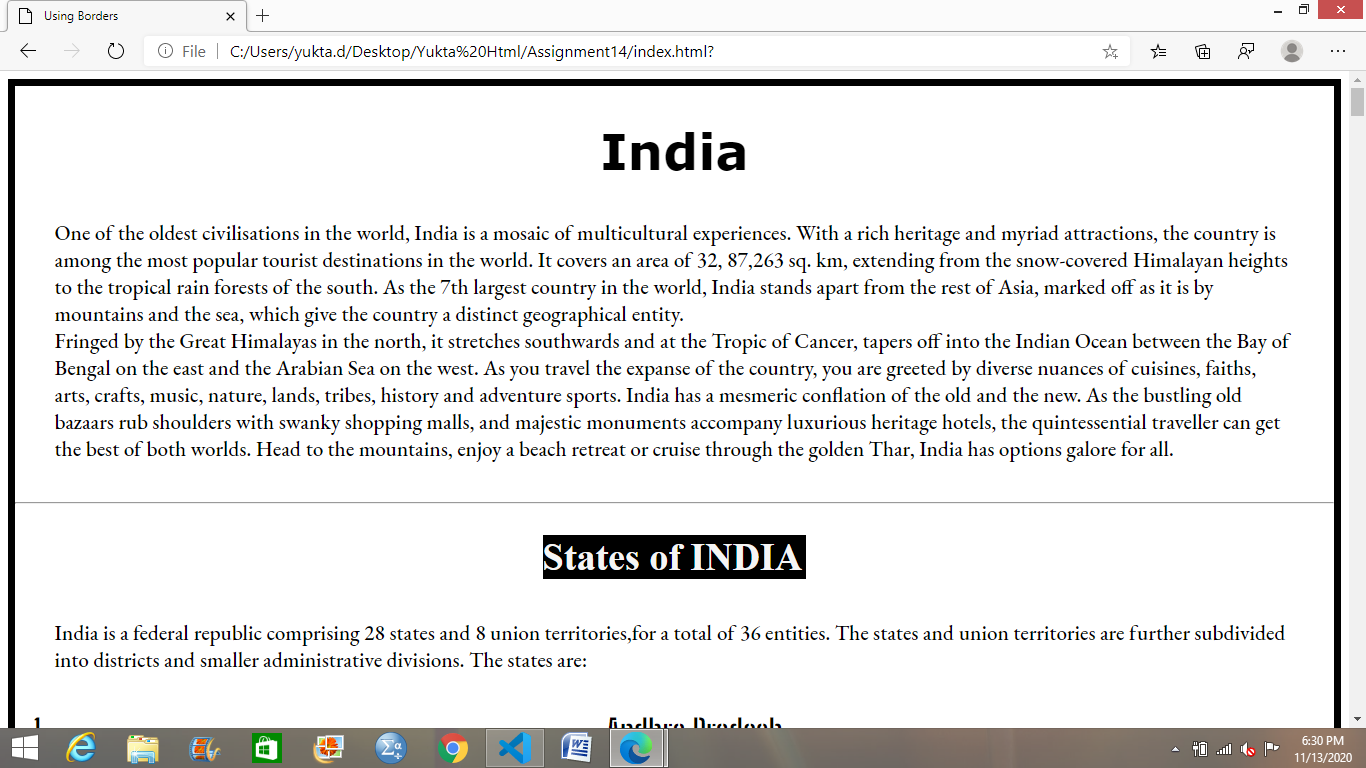 Using Borders
File
C:/Users/yukta.d/Desktop/Yukta%20Html/Assignment14/index.html?
India
One of the oldest civilisations in the world, India is a mosaic of multicultural experiences. With a rich heritage and myriad attractions, the country is
among the most popular tourist destinations in the world. It covers an area of 32, 87,263 sq. km, extending from the snow-covered Himalayan heights
to the tropical rain forests of the south. As the 7th largest country in the world, India stands apart from the rest of Asia, marked off as it is by
mountains and the sea, which give the country a distinct geographical entity.
Fringed by the Great Himalayas in the north, it stretches southwards and at the Tropic of Cancer, tapers off into the Indian Ocean between the Bay of
Bengal on the east and the Arabian Sea on the west. As you travel the expanse of the country, you are greeted by diverse nuances of cuisines, faiths,
arts, crafts, music, nature, lands, tribes, history and adventure sports. India has a mesmeric conflation of the old and the new. As the bustling old
bazaars rub shoulders with swanky shopping malls, and majestic monuments accompany luxurious heritage hotels, the quintessential traveller can get
the best of both worlds. Head to the mountains, enjoy a beach retreat or cruise through the golden Thar, India has options galore for all.
States of INDIA
India is a federal republic comprising 28 states and 8 union territories,for a total of 36 entities. The states and union territories are further subdivided
into districts and smaller administrative divisions. The states are:
1 Andhra Pradesh
6:30 PM
11/13/2020